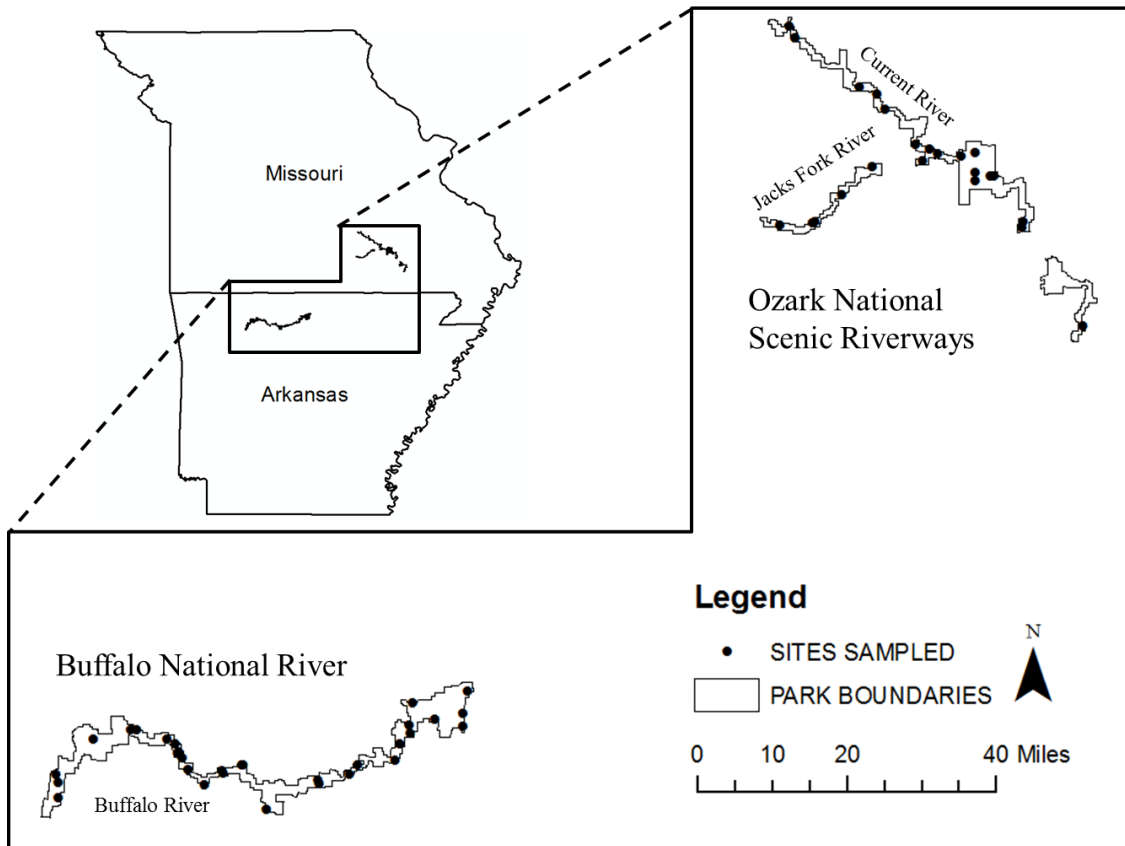 Missouri
Arkansas
Current River
Jacks Fork River
Ozark National
Scenic Riverways
Buffalo National River
Buffalo River
Legend
SITES SAMPLED
PARK BOUNDARIES
N
0 10 20 40 Miles